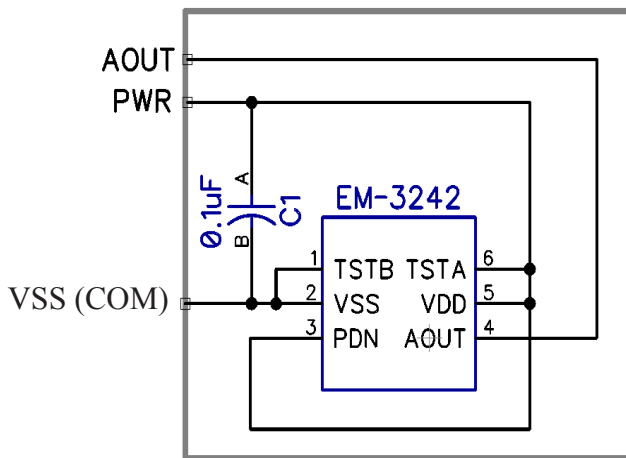 AOUT
PWR
A
0.1uF
C1
B
EM-3242
1 TSTB TSTA 6
VSS (COM)
2 VSS VDD 5
3 PDN AOUT 4